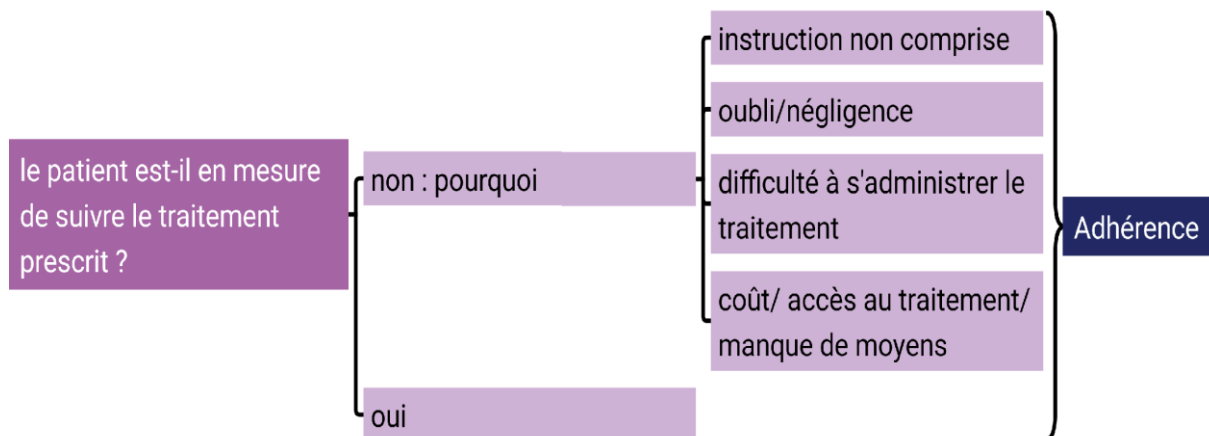 le patient est-il en mesure
de suivre le traitement
prescrit ?
non : pourquoi
oui
instruction non comprise
oubli/négligence
difficulté à s'administrer le
traitement
coût/ accès au traitement/
manque de moyens
Adhérence